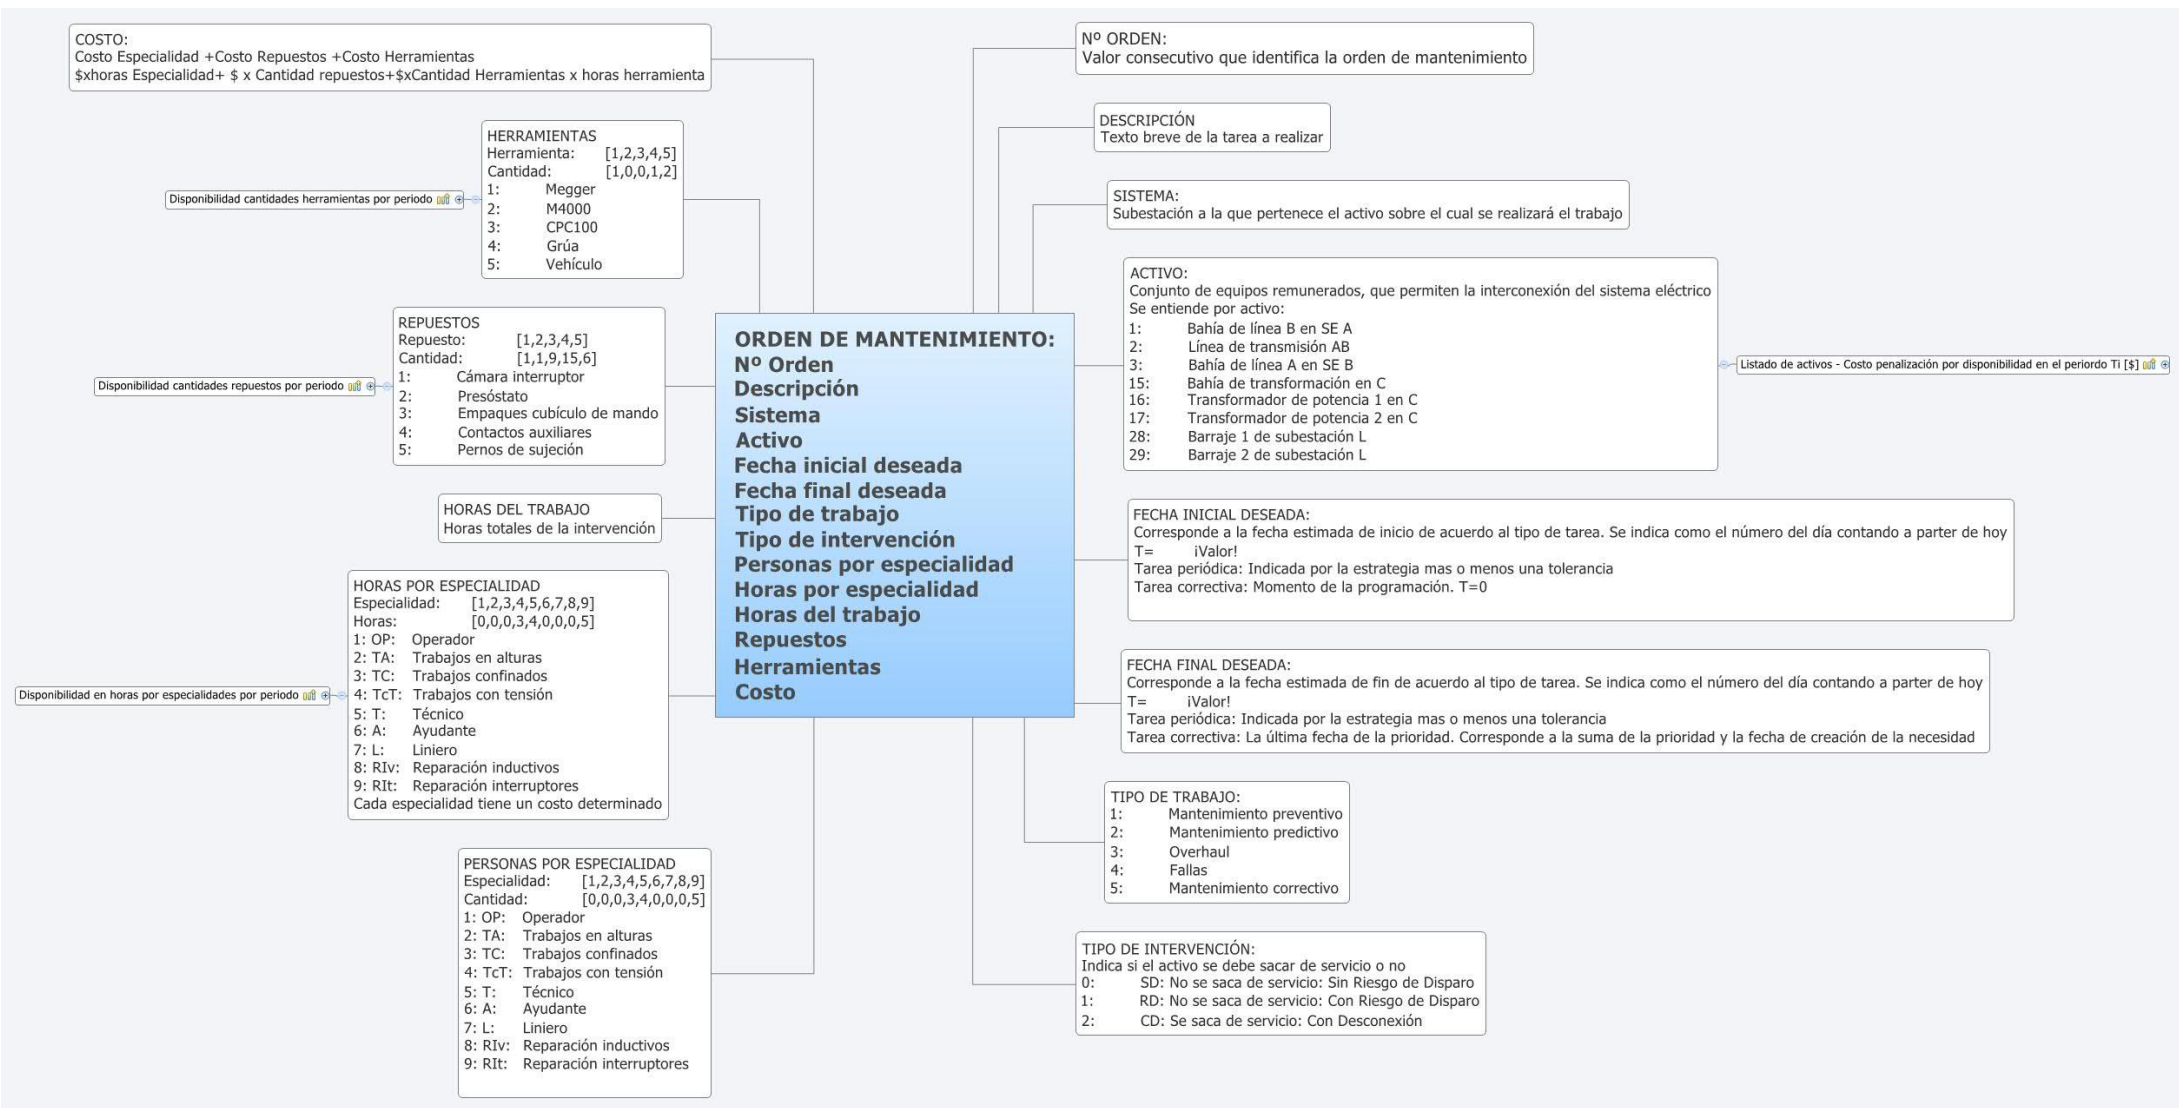 COSTO:
Costo Especialidad +Costo Repuestos +Costo Herramientas
$xhoras Especialidad+ $ x Cantidad repuestos+$xCantidad Herramientas x horas herramienta
HERRAMIENTAS
Herramienta: [1,2,3,4,5]
Cantidad: [1,0,0,1,2]
1: Megger
2: M4000
3: CPC100
4: Grúa
5: Vehículo
Disponibilidad cantidades herramientas por periodo
REPUESTOS
Repuesto: [1,2,3,4,5]
Cantidad: [1,1,9,15,6]
1: Cámara interruptor
2: Presóstato
3: Empaques cubículo de mando
4: Contactos auxiliares
5: Pernos de sujeción
Disponibilidad cantidades repuestos por periodo
HORAS DEL TRABAJO
Horas totales de la intervención
HORAS POR ESPECIALIDAD
Especialidad: [1,2,3,4,5,6,7,8,9]
Horas: [0,0,0,3,4,0,0,0,5]
1: OP: Operador
2: TA: Trabajos en alturas
3: TC: Trabajos confinados
4: TcT: Trabajos con tensión
5: T: Técnico
6: A: Ayudante
7: L: Liniero
8: RIv: Reparación inductivos
9: RIt: Reparación interruptores
Cada especialidad tiene un costo determinado
Disponibilidad en horas por especialidades por periodo
PERSONAS POR ESPECIALIDAD
Especialidad: [1,2,3,4,5,6,7,8,9]
Cantidad: [0,0,0,3,4,0,0,0,5]
1: OP: Operador
2: TA: Trabajos en alturas
3: TC: Trabajos confinados
4: TcT: Trabajos con tensión
5: T: Técnico
6: A: Ayudante
7: L: Liniero
8: RIv: Reparación inductivos
9: RIt: Reparación interruptores
ORDEN DE MANTENIMIENTO:
Nº Orden
Descripción
Sistema
Activo
Fecha inicial deseada
Fecha final deseada
Tipo de trabajo
Tipo de intervención
Personas por especialidad
Horas por especialidad
Horas del trabajo
Repuestos
Herramientas
Costo
Nº ORDEN:
Valor consecutivo que identifica la orden de mantenimiento
DESCRIPCIÓN
Texto breve de la tarea a realizar
SISTEMA:
Subestación a la que pertenece el activo sobre el cual se realizará el trabajo
ACTIVO:
Conjunto de equipos remunerados, que permiten la interconexión del sistema eléctrico
Se entiende por activo:
1: Bahía de línea B en SE A
2: Línea de transmisión AB
3: Bahía de línea A en SE B
15: Bahía de transformación en C
16: Transformador de potencia 1 en C
17: Transformador de potencia 2 en C
28: Barraje 1 de subestación L
29: Barraje 2 de subestación L
Listado de activos - Costo penalización por disponibilidad en el periordo Ti [$]
FECHA INICIAL DESEADA:
Corresponde a la fecha estimada de inicio de acuerdo al tipo de tarea. Se indica como el número del día contando a parter de hoy
T= ¡Valor!
Tarea periódica: Indicada por la estrategia mas o menos una tolerancia
Tarea correctiva: Momento de la programación. T=0
FECHA FINAL DESEADA:
Corresponde a la fecha estimada de fin de acuerdo al tipo de tarea. Se indica como el número del día contando a parter de hoy
T= ¡Valor!
Tarea periódica: Indicada por la estrategia mas o menos una tolerancia
Tarea correctiva: La última fecha de la prioridad. Corresponde a la suma de la prioridad y la fecha de creación de la necesidad
TIPO DE TRABAJO:
1: Mantenimiento preventivo
2: Mantenimiento predictivo
3: Overhaul
4: Fallas
5: Mantenimiento correctivo
TIPO DE INTERVENCIÓN:
Indica si el activo se debe sacar de servicio o no
0: SD: No se saca de servicio: Sin Riesgo de Disparo
1: RD: No se saca de servicio: Con Riesgo de Disparo
2: CD: Se saca de servicio: Con Desconexión